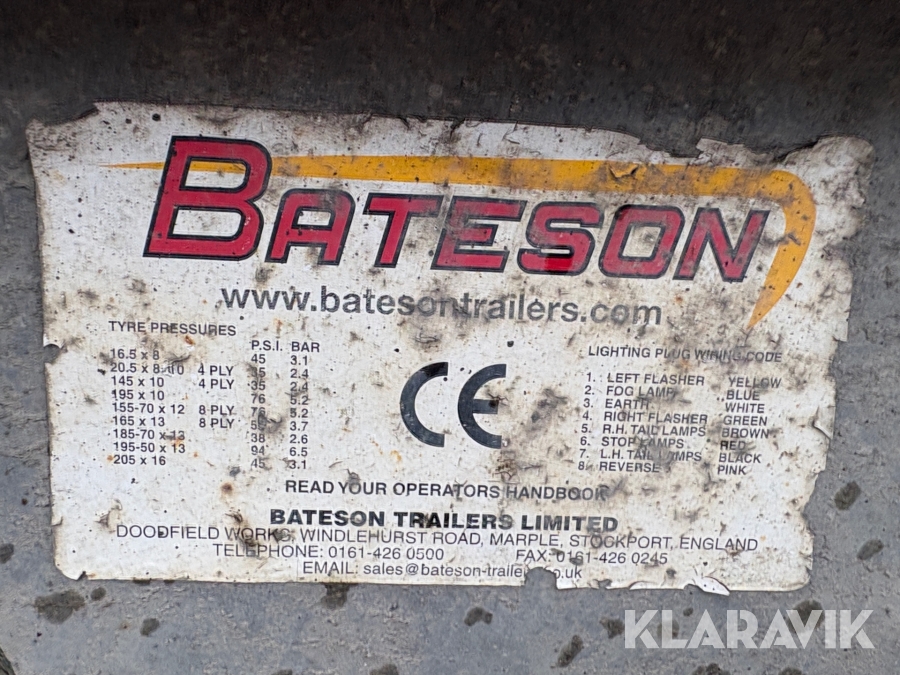 BATESON
www.batesontrailers.com
TYRE PRESSURES
P.S.I. BAR
16.5 x 8 45 3.1
20.5 x 8 10 4 PLY 35 2.4
145 x 10 4 PLY 35 2.4
195 x 10 76 5.2
155-70 x 12 8 PLY 76 5.2
165 x 13 8 PLY 3.7
185-70 x 13 38 2.6
195-50 x 13 94 6.5
205 x 16 45 3.1
CE
LIGHTING PLUG WIRING CODE
1. LEFT FLASHER YELLOW
2. FOG LAMP BLUE
3. EARTH WHITE
4. RIGHT FLASHER GREEN
5. R.H. TAIL LAMPS BROWN
6. STOP LAMPS RED
7. L.H. TAIL LAMPS BLACK
8. REVERSE PINK
READ YOUR OPERATORS HANDBOOK
BATESON TRAILERS LIMITED
DOODFIELD WORKS, WINDLEHURST ROAD, MARPLE, STOCKPORT, ENGLAND
TELEPHONE: 0161-426 0500 FAX: 0161-426 0245
EMAIL: sales@bateson-trailers.co.uk
KLARAVIK